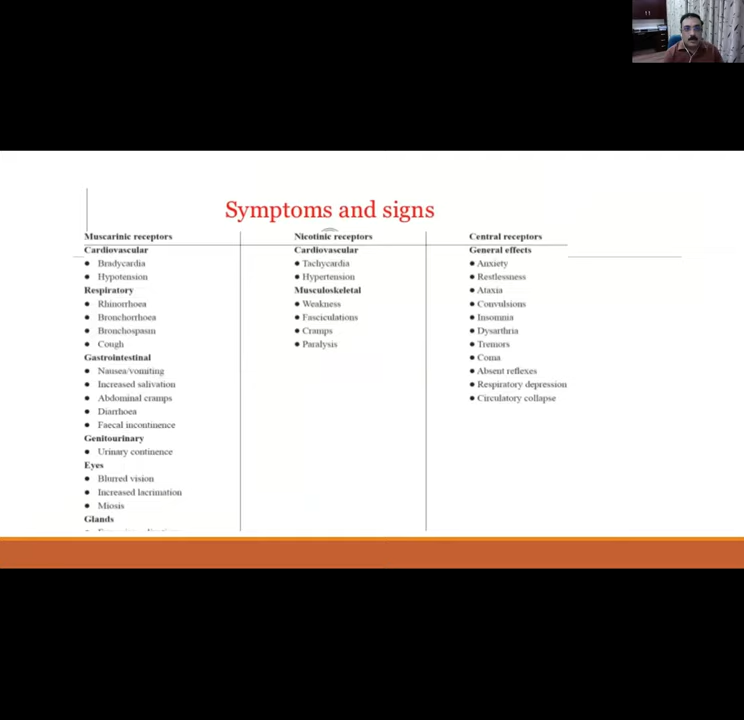 Symptoms and signs
Muscarinic receptors
Cardiovascular
● Bradycardia
● Hypotension
Respiratory
● Rhinorrhoea
● Bronchorrhoea
● Bronchospasm
● Cough
Gastrointestinal
● Nausea/vomiting
● Increased salivation
● Abdominal cramps
● Diarrhoea
● Faecal incontinence
Genitourinary
● Urinary continence
Eyes
● Blurred vision
● Increased lacrimation
● Miosis
Glands
Nicotinic receptors
Cardiovascular
● Tachycardia
● Hypertension
Musculoskeletal
● Weakness
● Fasciculations
● Cramps
● Paralysis
Central receptors
General effects
● Anxiety
● Restlessness
● Ataxia
● Convulsions
● Insomnia
● Dysarthria
● Tremors
● Coma
● Absent reflexes
● Respiratory depression
● Circulatory collapse